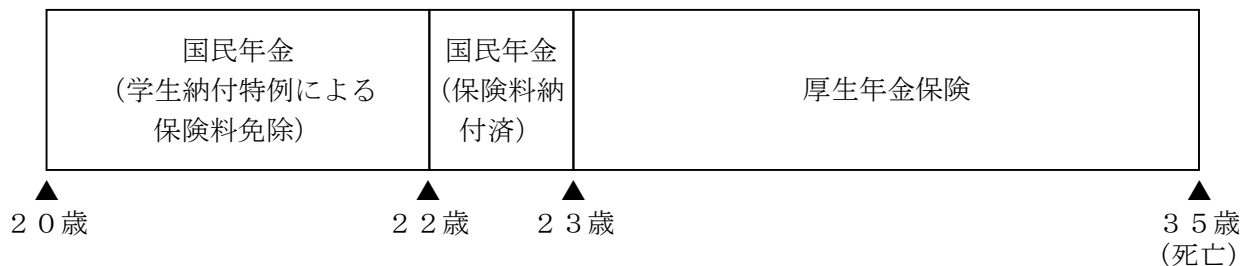 国民年金
(学生納付特例による
保険料免除)
国民年金
(保険料納
付済)
厚生年金保険
▲
▲
▲
▲
20歳
22歳
23歳
35歳
(死亡)